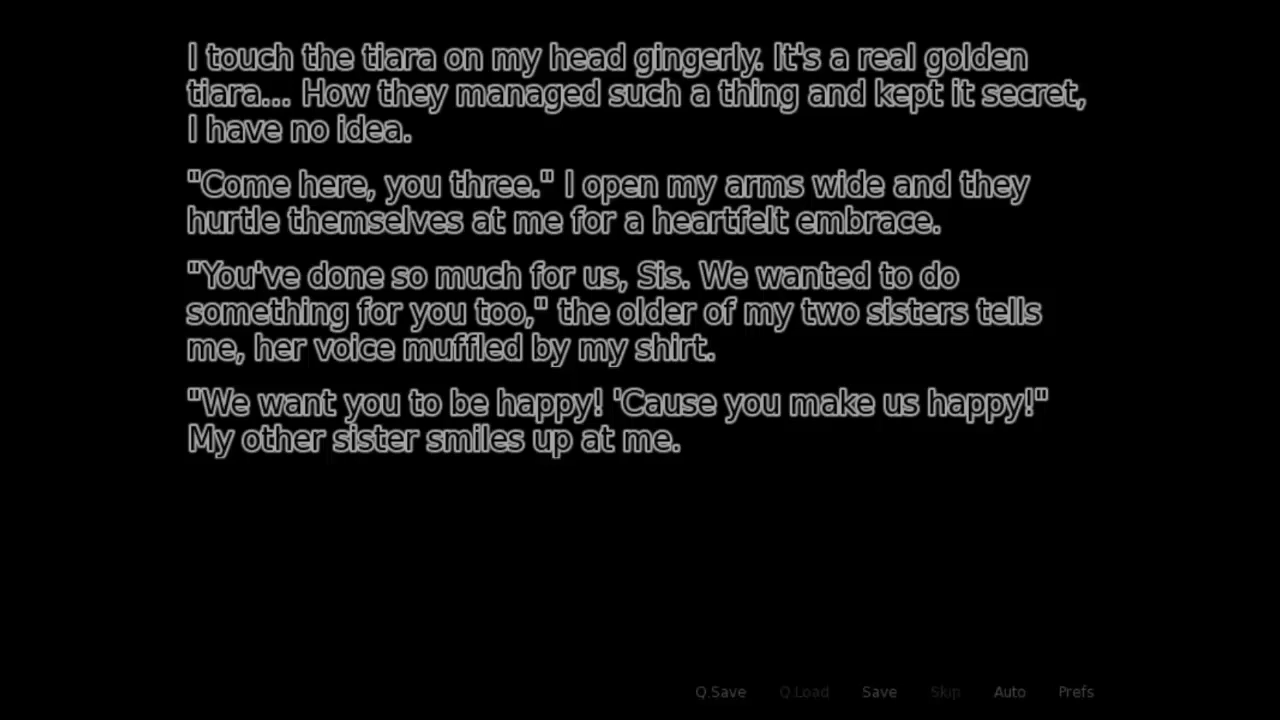 I touch the tiara on my head gingerly. It's a real golden
tiara... How they managed such a thing and kept it secret,
I have no idea.
"Come here, you three." I open my arms wide and they
hurtle themselves at me for a heartfelt embrace.
"You've done so much for us, Sis. We wanted to do
something for you too," the older of my two sisters tells
me, her voice muffled by my shirt.
"We want you to be happy! 'Cause you make us happy!"
My other sister smiles up at me.
Q.Save Q.Load Save Skip Auto Prefs